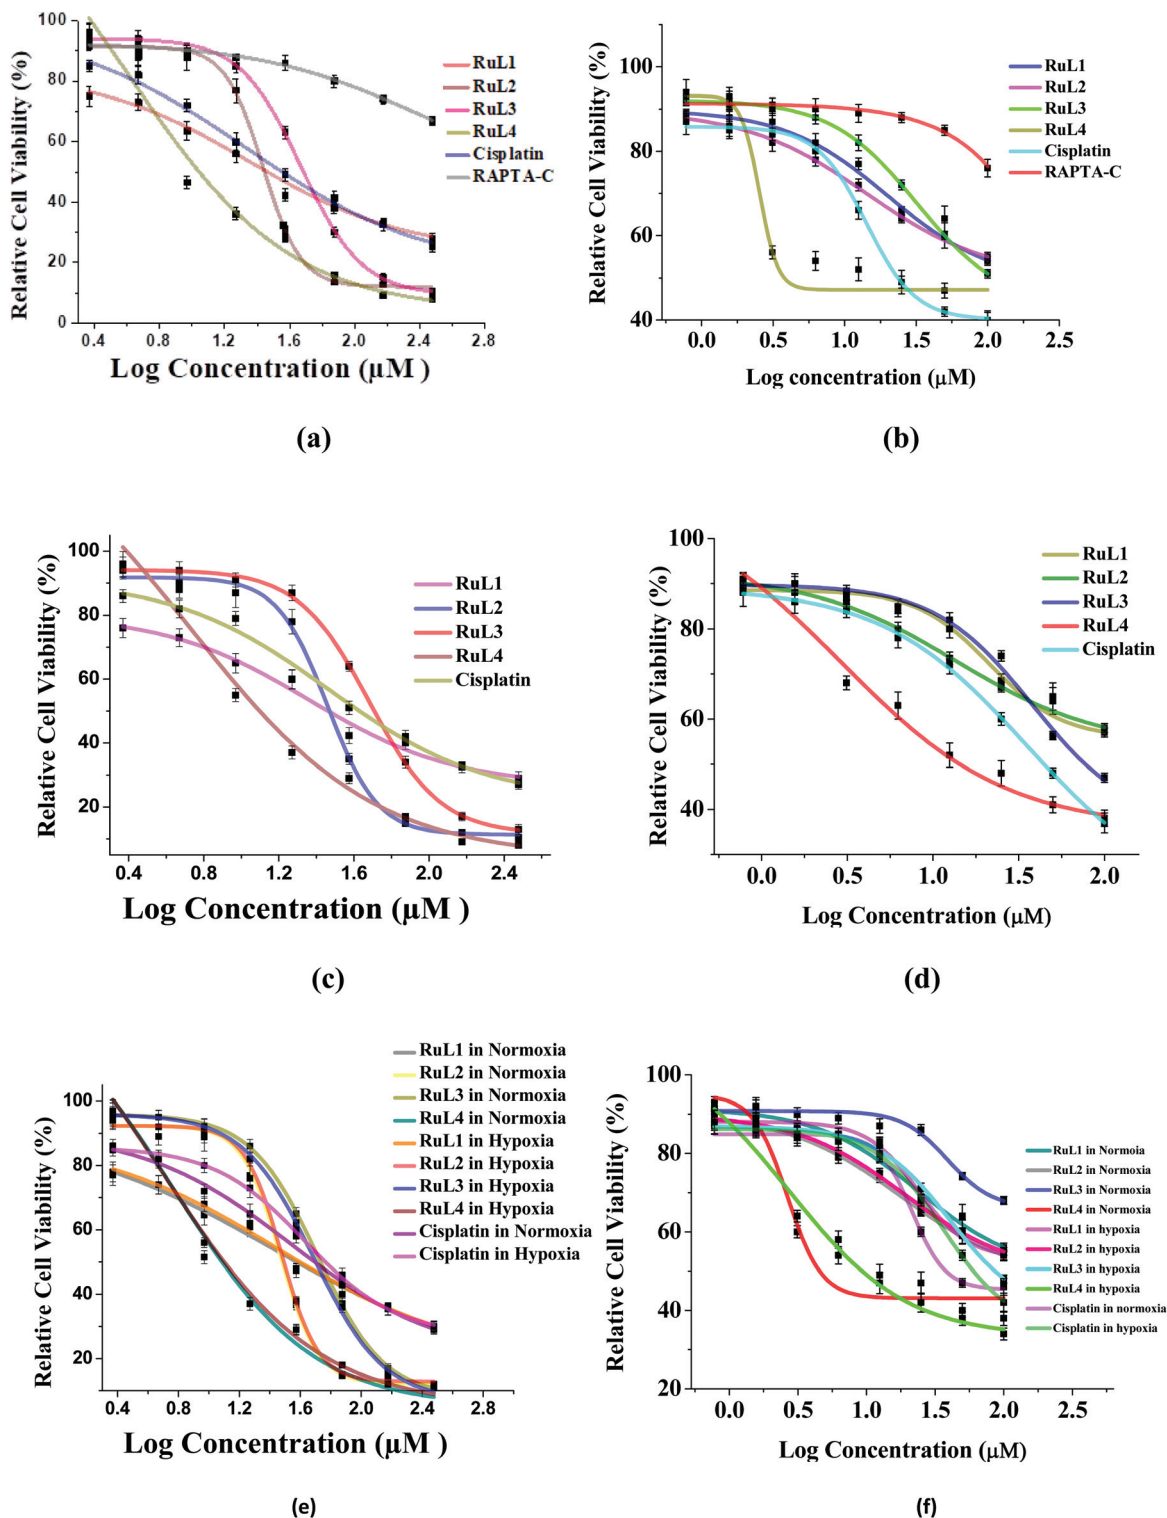 Relative Cell Viability (%)
100
80
60
40
20
0
0.4
0.8
1.2
1.6
2.0
2.4
2.8
Log Concentration (µM )
RuL1
RuL2
RuL3
RuL4
Cisplatin
RAPTA-C
(a)
Relative Cell Viability (%)
100
80
60
40
0.0
0.5
1.0
1.5
2.0
2.5
Log concentration (µM)
RuL1
RuL2
RuL3
RuL4
Cisplatin
RAPTA-C
(b)
Relative Cell Viability (%)
100
80
60
40
20
0.4
0.8
1.2
1.6
2.0
2.4
Log Concentration (µM )
RuL1
RuL2
RuL3
RuL4
Cisplatin
(c)
Relative Cell Viability (%)
100
80
60
40
0.0
0.5
1.0
1.5
2.0
Log Concentration (µM)
RuL1
RuL2
RuL3
RuL4
Cisplatin
(d)
Relative Cell Viability (%)
100
80
60
40
20
0.4
0.8
1.2
1.6
2.0
2.4
2.8
Log Concentration (µM )
RuL1 in Normoxia
RuL2 in Normoxia
RuL3 in Normoxia
RuL4 in Normoxia
RuL1 in Hypoxia
RuL2 in Hypoxia
RuL3 in Hypoxia
RuL4 in Hypoxia
Cisplatin in Normoxia
Cisplatin in Hypoxia
(e)
Relative Cell Viability (%)
100
80
60
40
20
0.0
0.5
1.0
1.5
2.0
2.5
Log Concentration (µM)
RuL1 in Normoia
RuL2 in Normoxia
RuL3 in Normoxia
RuL4 in Normoxia
RuL1 in hypoxia
RuL2 in hypoxia
RuL3 in hypoxia
RuL4 in hypoxia
Cisplatin in normoxia
Cisplatin in hypoxia
(f)